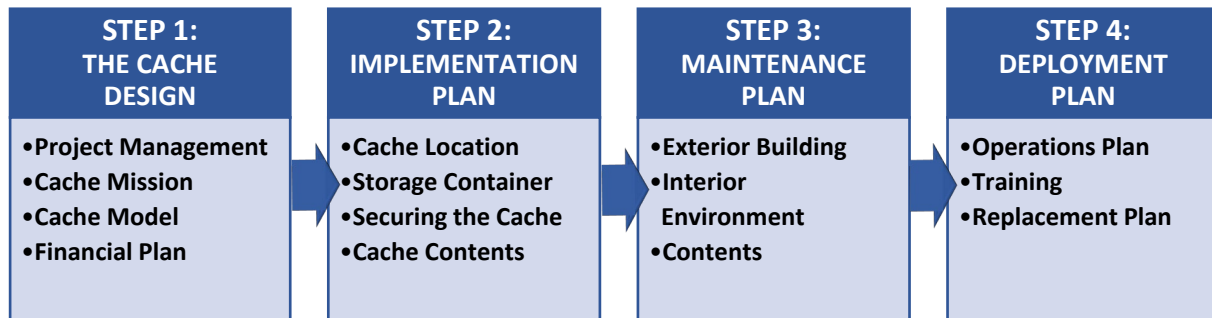 STEP 1:
THE CACHE
DESIGN
•Project Management
•Cache Mission
•Cache Model
•Financial Plan
STEP 2:
IMPLEMENTATION
PLAN
•Cache Location
•Storage Container
•Securing the Cache
•Cache Contents
STEP 3:
MAINTENANCE
PLAN
•Exterior Building
•Interior
Environment
•Contents
STEP 4:
DEPLOYMENT
PLAN
•Operations Plan
•Training
•Replacement Plan